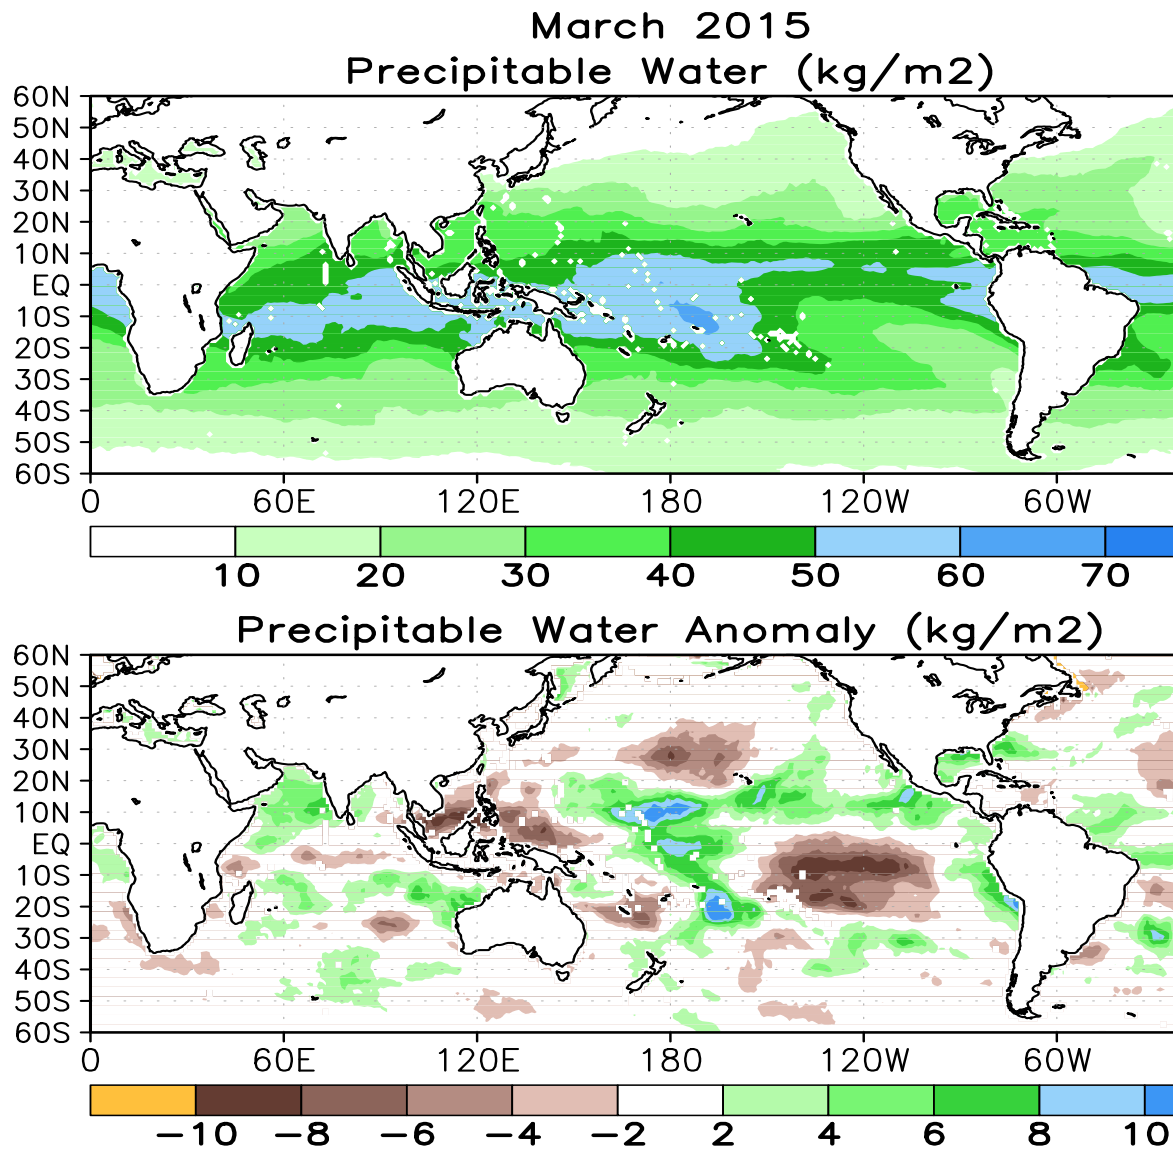 March 2015
Precipitable Water (kg/m2)
60N
50N
40N
30N
20N
10N
EQ
10S
20S
30S
40S
50S
60S
0 60E 120E 180 120W 60W
10 20 30 40 50 60 70
Precipitable Water Anomaly (kg/m2)
60N
50N
40N
30N
20N
10N
EQ
10S
20S
30S
40S
50S
60S
0 60E 120E 180 120W 60W
−10 −8 −6 −4 −2 2 4 6 8 10